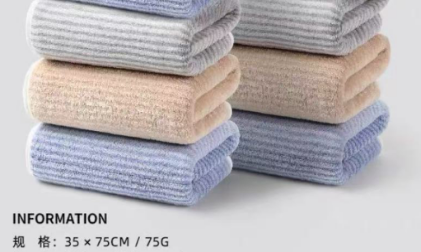 INFORMATION
规 格：35×75CM / 75G